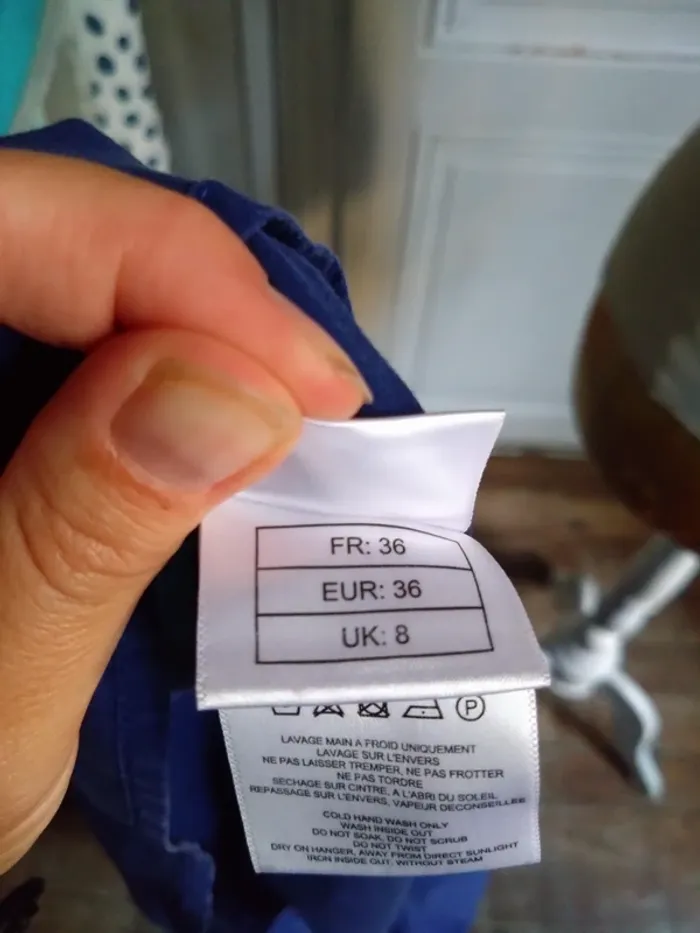 FR: 36
EUR: 36
UK: 8
P
LAVAGE MAIN A FROID UNIQUEMENT
LAVAGE SUR L'ENVERS
NE PAS LAISSER TREMPER, NE PAS FROTTER
NE PAS TORDRE
SECHAGE SUR CINTRE, A L'ABRI DU SOLEIL
REPASSAGE SUR L'ENVERS, VAPEUR DECONSEILLEE
COLD HAND WASH ONLY
WASH INSIDE OUT
DO NOT SOAK, DO NOT SCRUB
DO NOT TWIST
DRY ON HANGER, AWAY FROM DIRECT SUNLIGHT
IRON INSIDE OUT, WITHOUT STEAM